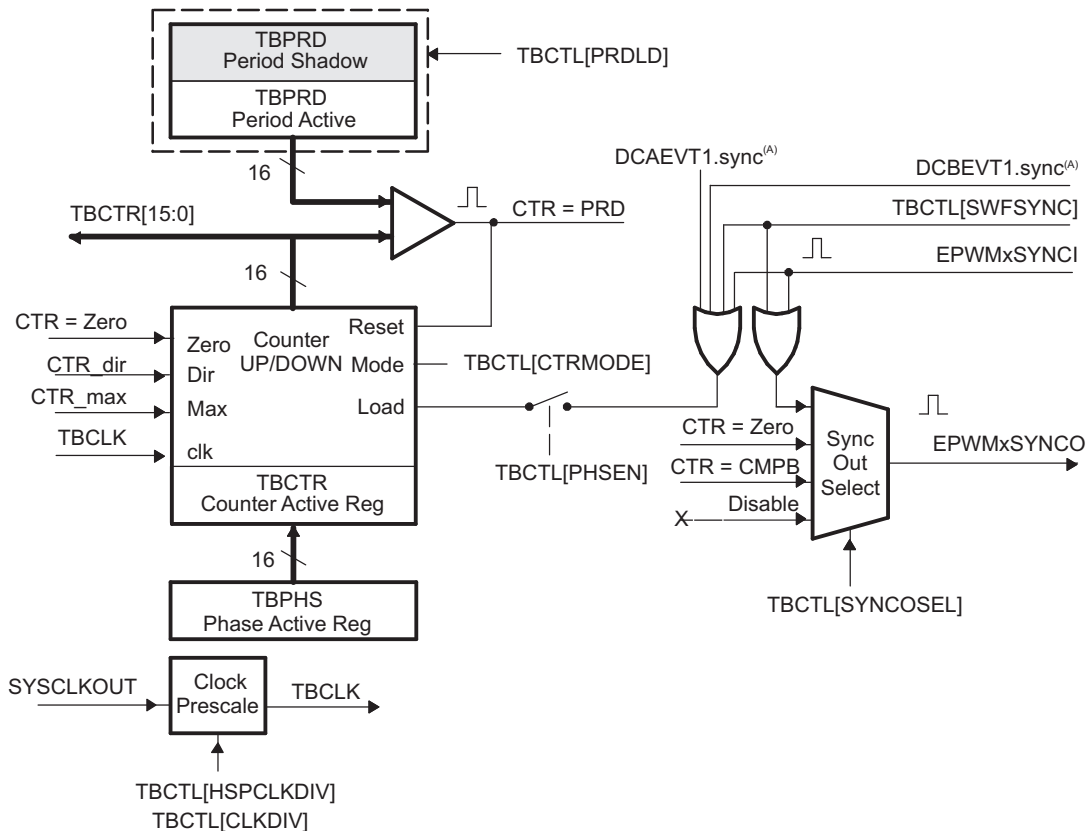 TBPRD
Period Shadow
TBPRD
Period Active
TBCTL[PRDLD]
16
DCAEVT1.sync(A)
DCBEVT1.sync(A)
TBCTR[15:0]
CTR = PRD
TBCTL[SWFSYNC]
EPWMxSYNCI
16
CTR = Zero
CTR_dir
CTR_max
TBCLK
Zero
Dir
Max
clk
Counter
UP/DOWN
Reset
Mode
Load
TBCTL[CTRMODE]
TBCTL[PHSEN]
TBCTR
Counter Active Reg
16
TBPHS
Phase Active Reg
CTR = Zero
CTR = CMPB
Disable
X
Sync
Out
Select
EPWMxSYNCO
TBCTL[SYNCOSEL]
SYSCLKOUT
Clock
Prescale
TBCLK
TBCTL[HSPCLKDIV]
TBCTL[CLKDIV]